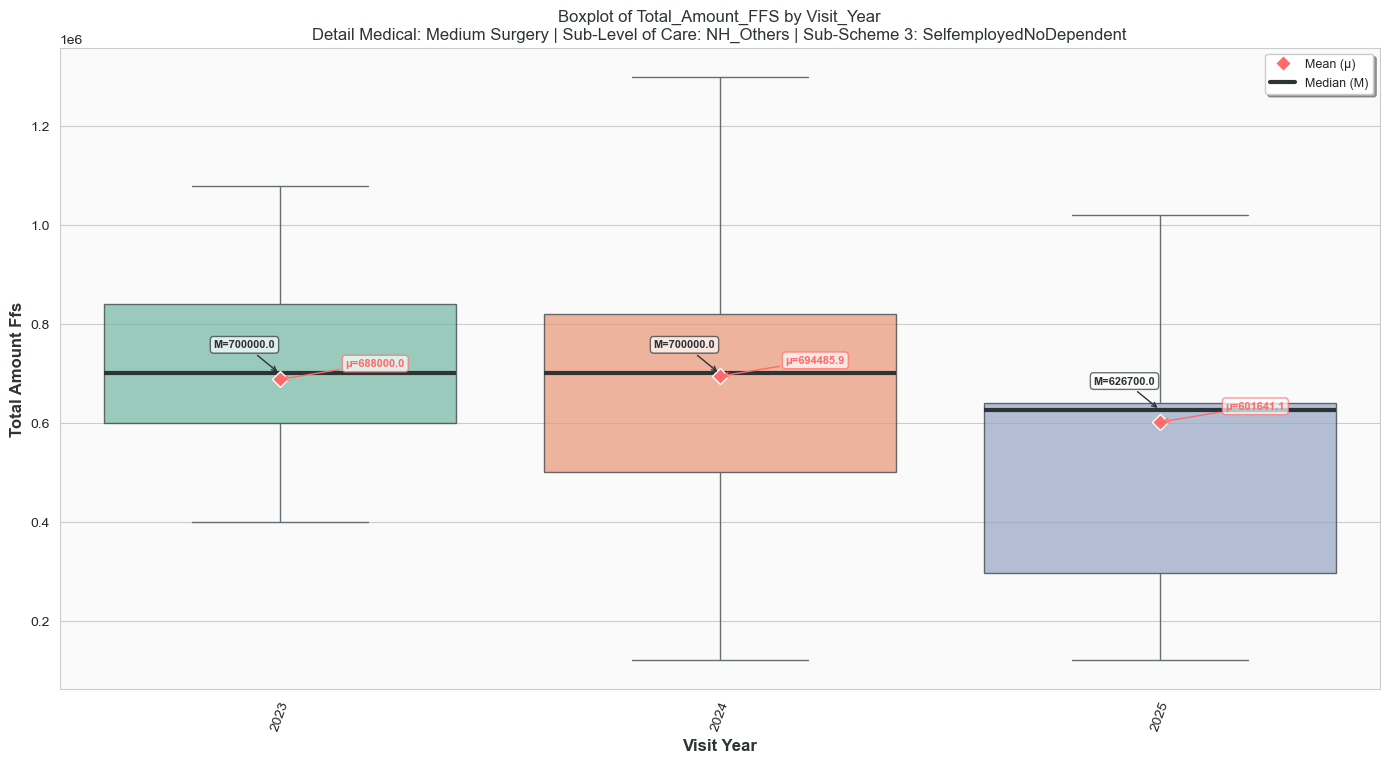 Boxplot of Total_Amount_FFS by Visit_Year
Detail Medical: Medium Surgery | Sub-Level of Care: NH_Others | Sub-Scheme 3: SelfemployedNoDependent
1e6
Mean (μ)
Median (M)
1.2
1.0
0.8
0.6
0.4
0.2
Total Amount Ffs
M=700000.0
μ=688000.0
M=700000.0
μ=694485.9
M=626700.0
μ=601641.1
2023
2024
2025
Visit Year